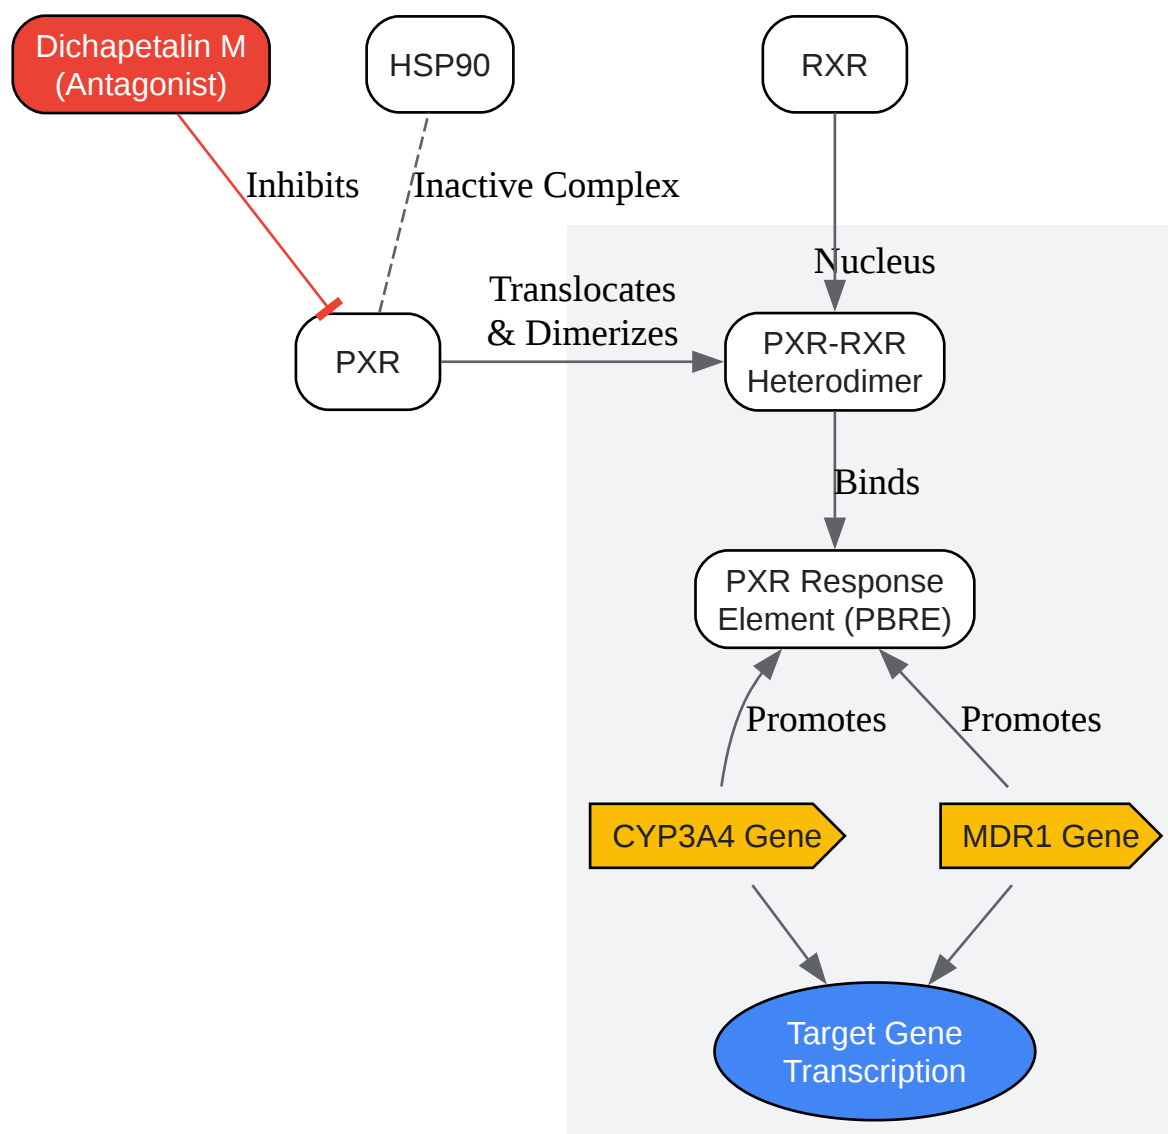 Dichapetalin M
(Antagonist)
HSP90
RXR
Inhibits
Inactive Complex
Nucleus
Translocates
& Dimerizes
PXR
PXR-RXR
Heterodimer
Binds
PXR Response
Element (PBRE)
Promotes
Promotes
CYP3A4 Gene
MDR1 Gene
Target Gene
Transcription